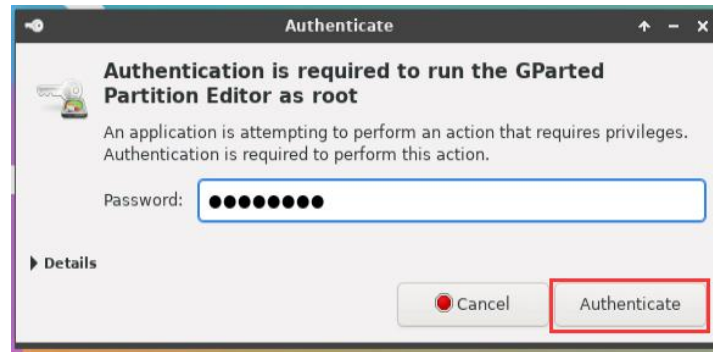 Authenticate
Authentication is required to run the GParted
Partition Editor as root
An application is attempting to perform an action that requires privileges.
Authentication is required to perform this action.
Password: ●●●●●●●●
Details
Cancel Authenticate